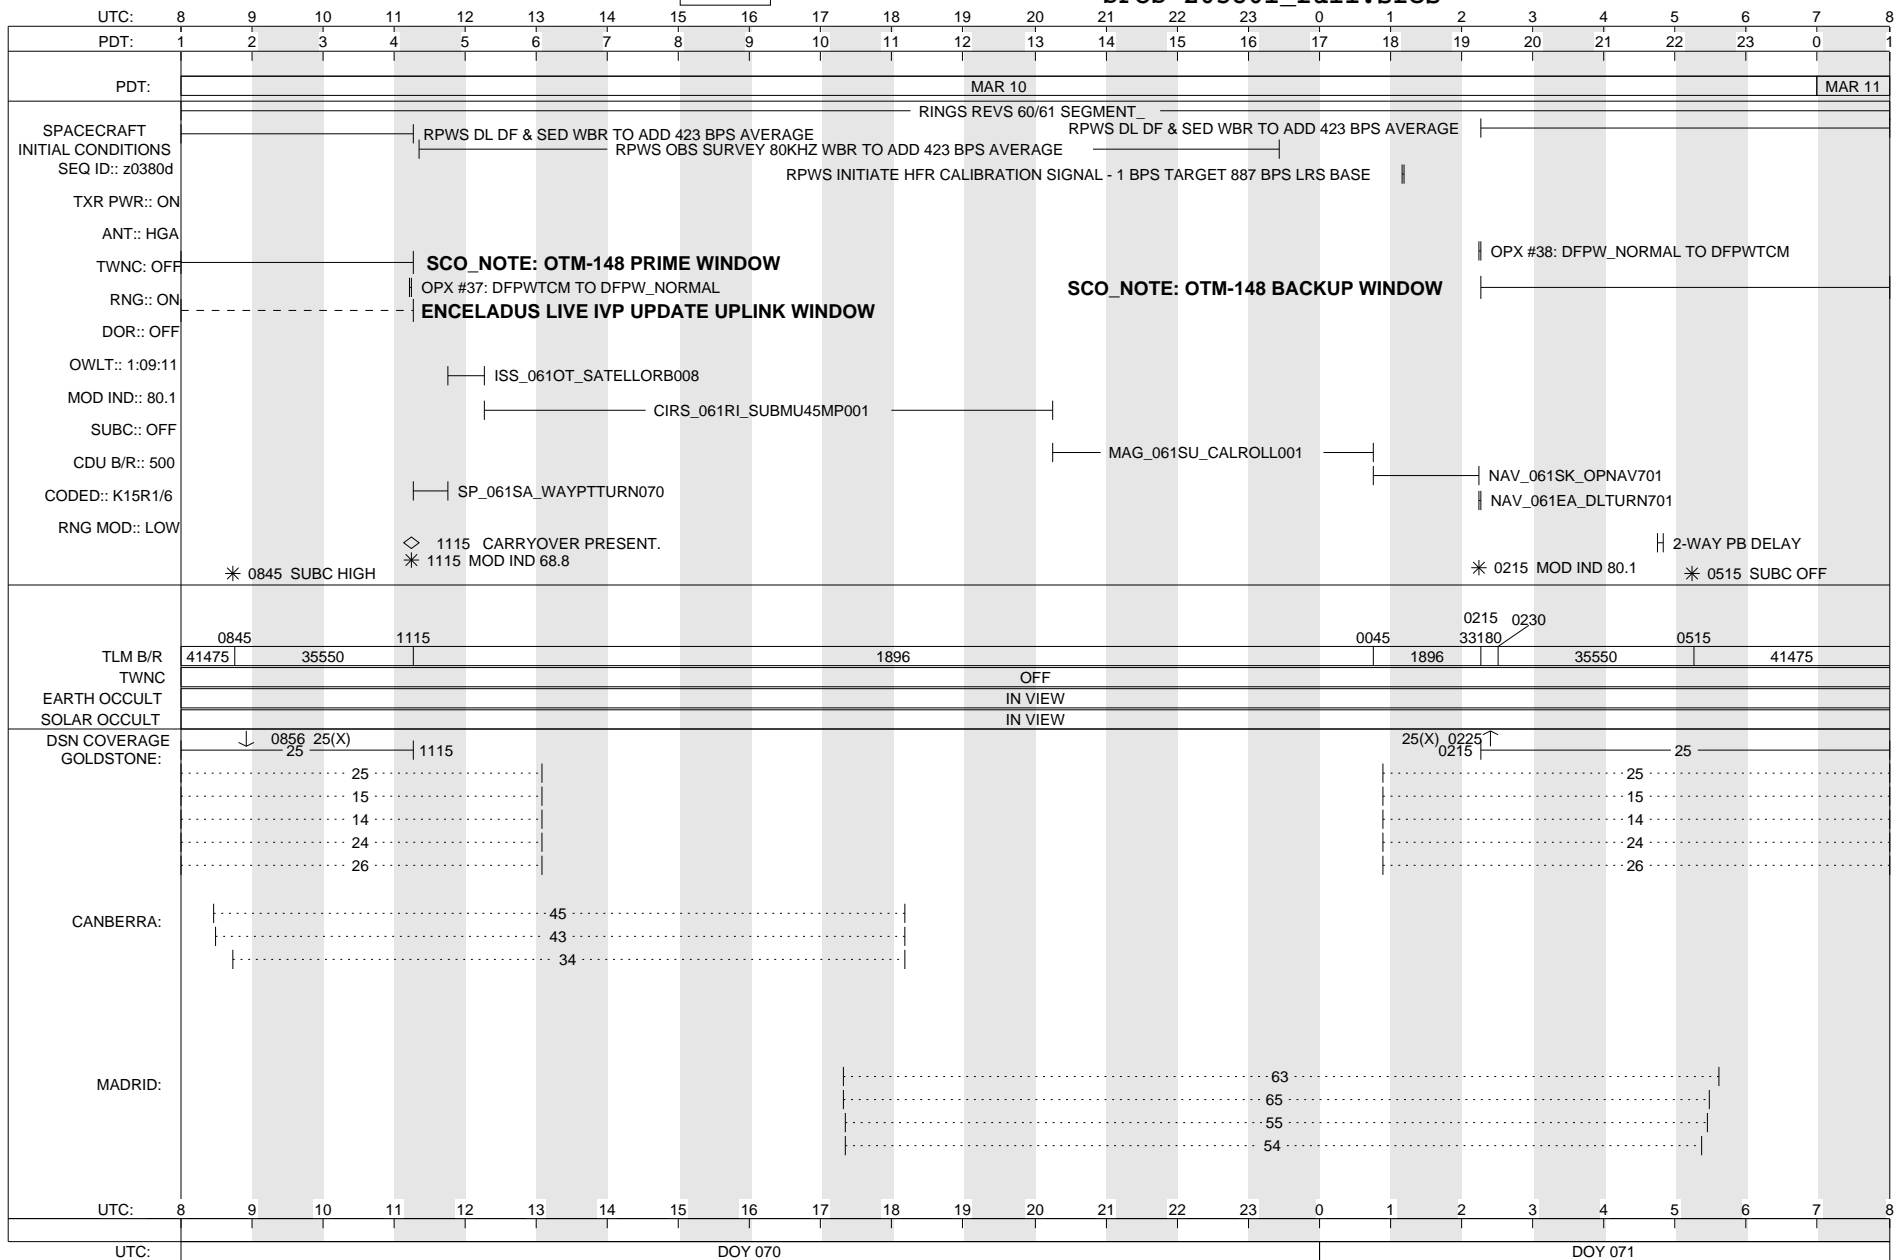 UTC: 8 9 10 11 12 13 14 15 16 17 18 19 20 21 22 23 0 1 2 3 4 5 6 7 8
PDT: 1 2 3 4 5 6 7 8 9 10 11 12 13 14 15 16 17 18 19 20 21 22 23 0 1
PDT: MAR 10 MAR 11
RINGS REVS 60/61 SEGMENT_
SPACECRAFT
INITIAL CONDITIONS
SEQ ID:: z0380d
TXR PWR:: ON
ANT:: HGA
TWNC: OFF
RNG:: ON
DOR:: OFF
OWLT:: 1:09:11
MOD IND:: 80.1
SUBC:: OFF
CDU B/R:: 500
CODED:: K15R1/6
RNG MOD:: LOW
RPWS DL DF & SED WBR TO ADD 423 BPS AVERAGE
RPWS DL DF & SED WBR TO ADD 423 BPS AVERAGE
RPWS OBS SURVEY 80KHZ WBR TO ADD 423 BPS AVERAGE
RPWS INITIATE HFR CALIBRATION SIGNAL - 1 BPS TARGET 887 BPS LRS BASE
OPX #38: DFPW_NORMAL TO DFPWTCM
SCO_NOTE: OTM-148 PRIME WINDOW
OPX #37: DFPWTCM TO DFPW_NORMAL
SCO_NOTE: OTM-148 BACKUP WINDOW
ENCELADUS LIVE IVP UPDATE UPLINK WINDOW
ISS_061OT_SATELLORB008
CIRS_061RI_SUBMU45MP001
MAG_061SU_CALROLL001
NAV_061SK_OPNAV701
SP_061SA_WAYPTTURN070
NAV_061EA_DLTURN701
1115 CARRYOVER PRESENT.
2-WAY PB DELAY
1115 MOD IND 68.8
0215 MOD IND 80.1
0845 SUBC HIGH
0515 SUBC OFF
0215 0230
0845 1115 0045 33180 0515
TLM B/R 41475 35550 1896 1896 35550 41475
TWNC OFF
EARTH OCCULT IN VIEW
SOLAR OCCULT IN VIEW
DSN COVERAGE 0856 25(X) 25(X) 0225
GOLDSTONE: 25 1115 0215 25
25 25
15 15
14 14
24 24
26 26
CANBERRA: 45
43
34
MADRID: 63
65
55
54
UTC: 8 9 10 11 12 13 14 15 16 17 18 19 20 21 22 23 0 1 2 3 4 5 6 7 8
UTC: DOY 070 DOY 071